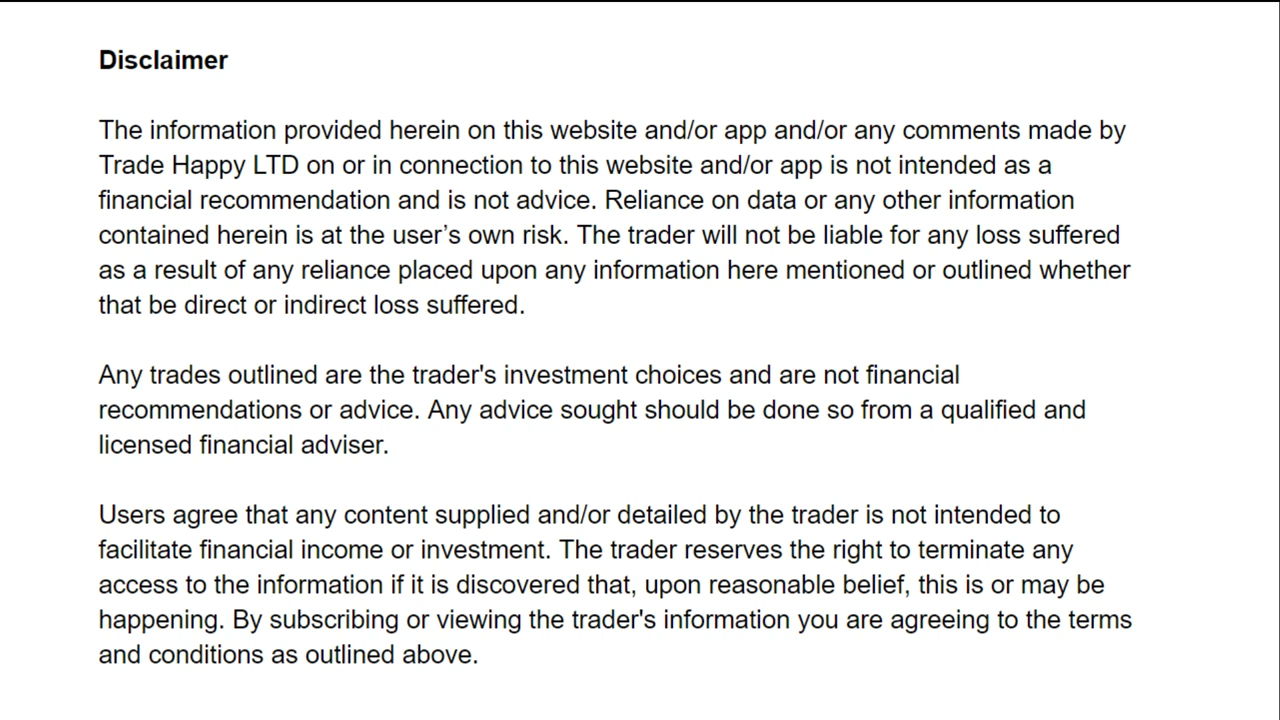 Disclaimer
The information provided herein on this website and/or app and/or any comments made by
Trade Happy LTD on or in connection to this website and/or app is not intended as a
financial recommendation and is not advice. Reliance on data or any other information
contained herein is at the user’s own risk. The trader will not be liable for any loss suffered
as a result of any reliance placed upon any information here mentioned or outlined whether
that be direct or indirect loss suffered.
Any trades outlined are the trader's investment choices and are not financial
recommendations or advice. Any advice sought should be done so from a qualified and
licensed financial adviser.
Users agree that any content supplied and/or detailed by the trader is not intended to
facilitate financial income or investment. The trader reserves the right to terminate any
access to the information if it is discovered that, upon reasonable belief, this is or may be
happening. By subscribing or viewing the trader's information you are agreeing to the terms
and conditions as outlined above.